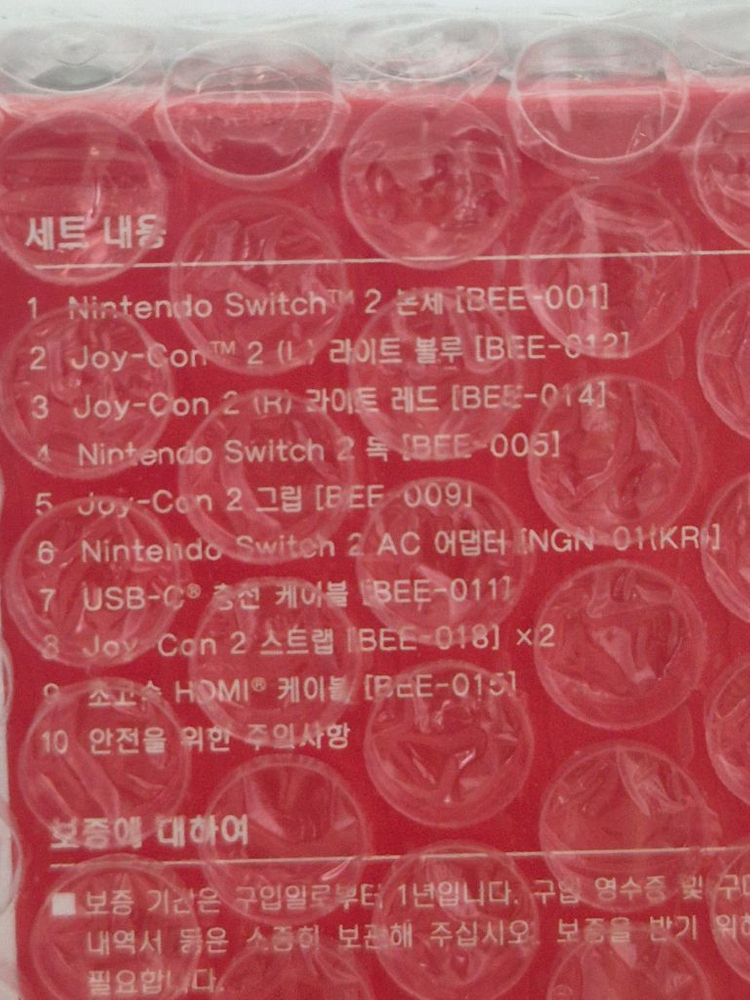 세트 내용
1 Nintendo Switch™ 2 본체 [BEE-001]
2 Joy-Con™ 2 (L) 라이트 블루 [BEE-012]
3 Joy-Con 2 (R) 라이트 레드 [BEE-014]
4 Nintendo Switch 2 독 [BEE-005]
5 Joy-Con 2 그립 [BEE-009]
6 Nintendo Switch 2 AC 어댑터 [NGN-01(KR)]
7 USB-C® 충전 케이블 [BEE-011]
8 Joy-Con 2 스트랩 [BEE-018] ×2
9 초고속 HDMI® 케이블 [BEE-015]
10 안전을 위한 주의사항
보증에 대하여
■ 보증 기간은 구입일로부터 1년입니다. 구입 영수증 및
내역서 등은 소중히 보관해 주십시오. 보증을 받기 위해
필요합니다.